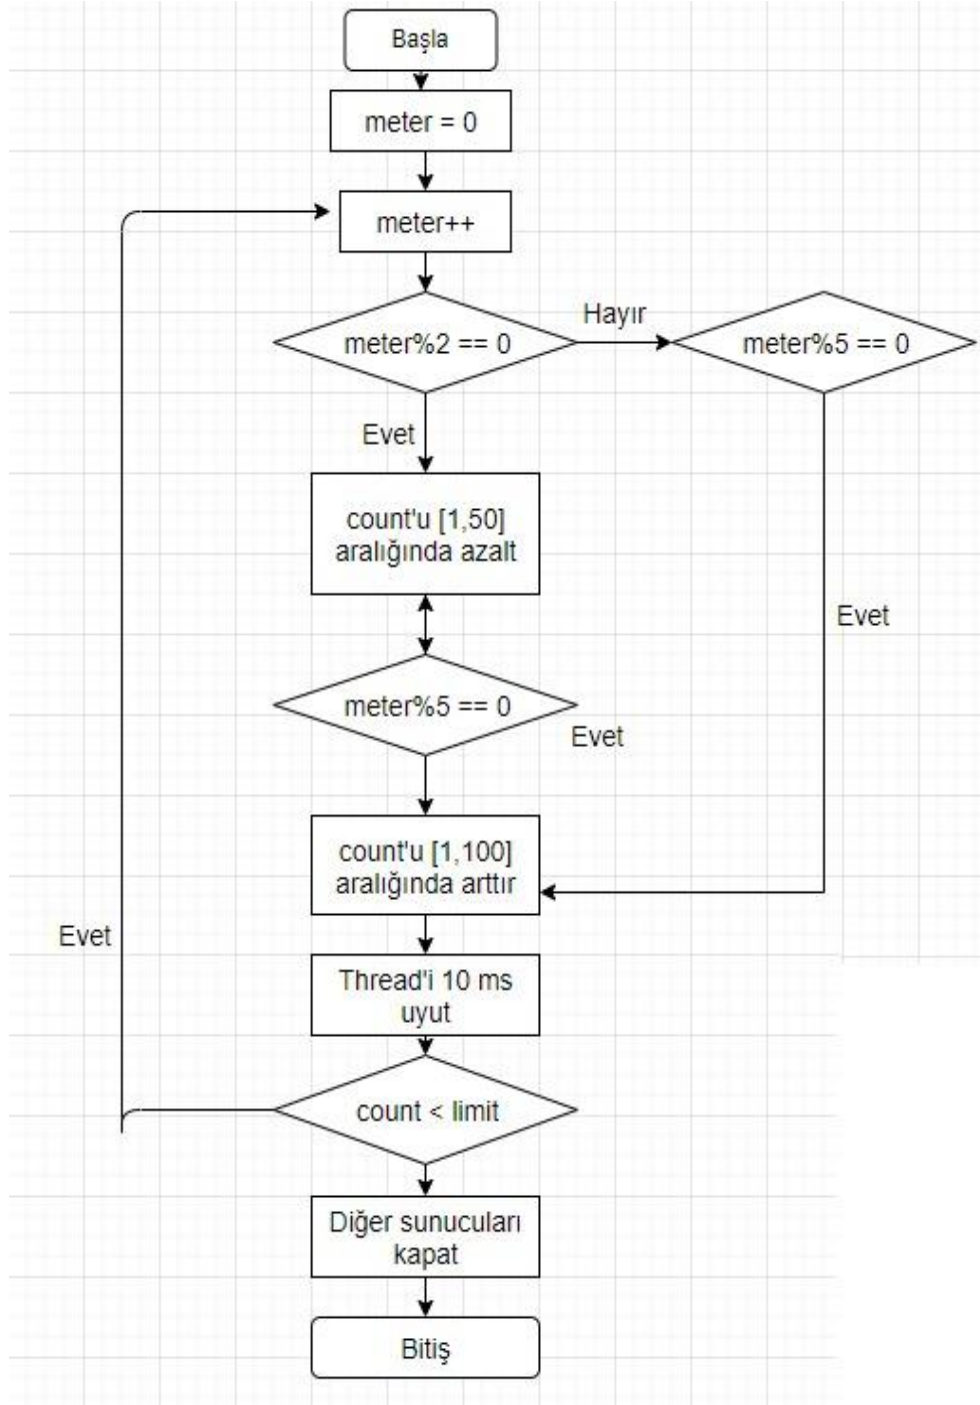 Başla
meter = 0
meter++
meter%2 == 0
Hayır
meter%5 == 0
Evet
count'u [1,50]
aralığında azalt
Evet
meter%5 == 0
Evet
count'u [1,100]
aralığında arttır
Evet
Thread'i 10 ms
uyut
count < limit
Diğer sunucuları
kapat
Bitiş